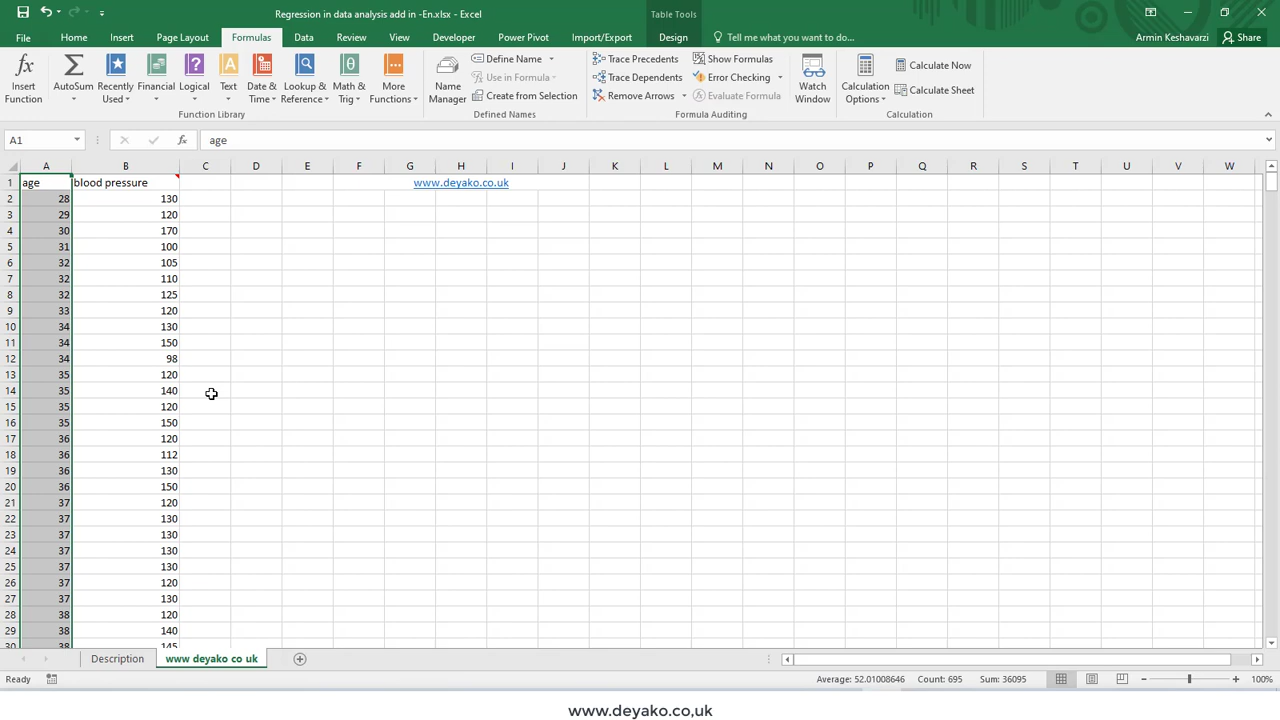 Regression in data analysis add in -En.xlsx - Excel
Table Tools
File Home Insert Page Layout Formulas Data Review View Developer Power Pivot Import/Export Design Tell me what you want to do... Armin Keshavarzi Share
Insert Function
AutoSum
Recently Used
Financial
Logical
Text
Date & Time
Lookup & Reference
Math & Trig
More Functions
Function Library
Name Manager
Define Name
Use in Formula
Create from Selection
Defined Names
Trace Precedents
Trace Dependents
Remove Arrows
Show Formulas
Error Checking
Evaluate Formula
Formula Auditing
Watch Window
Calculation Options
Calculate Now
Calculate Sheet
Calculation
A1 fx age
A B C D E F G H I J K L M N O P Q R S T U V W
1 age blood pressure www.deyako.co.uk
2 28 130
3 29 120
4 30 170
5 31 100
6 32 105
7 32 110
8 32 125
9 33 120
10 34 130
11 34 150
12 34 98
13 35 120
14 35 140
15 35 120
16 35 150
17 36 120
18 36 112
19 36 130
20 36 150
21 37 120
22 37 130
23 37 130
24 37 130
25 37 130
26 37 120
27 37 130
28 38 120
29 38 140
30 38 145
Description www deyako co uk
Ready Average: 52.01008646 Count: 695 Sum: 36095 100%
www.deyako.co,uk